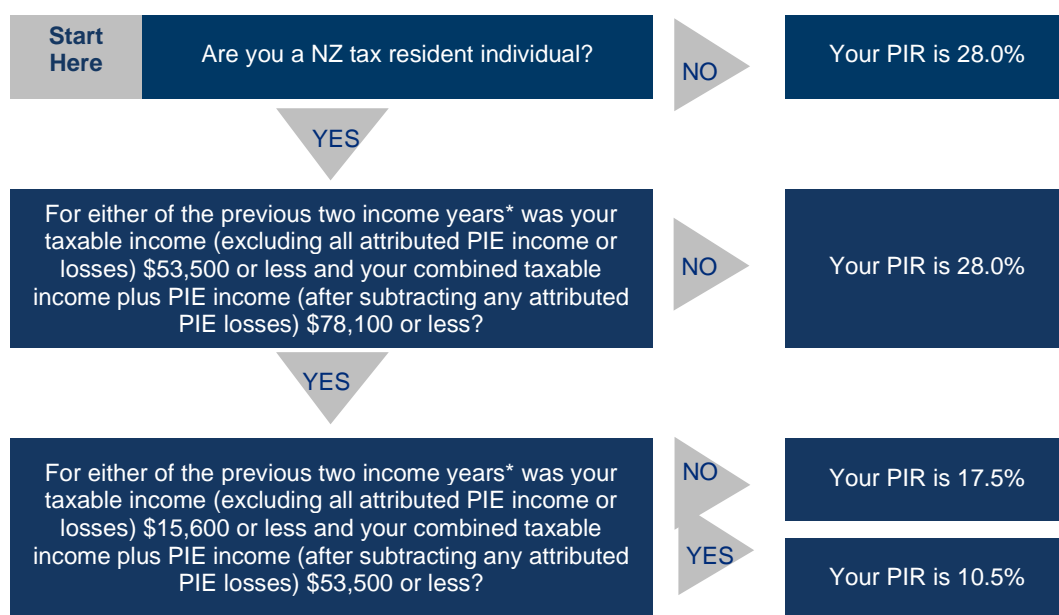 Start
Here
Are you a NZ tax resident individual?
NO
Your PIR is 28.0%
YES
For either of the previous two income years* was your
taxable income (excluding all attributed PIE income or
losses) $53,500 or less and your combined taxable
income plus PIE income (after subtracting any attributed
PIE losses) $78,100 or less?
NO
Your PIR is 28.0%
YES
For either of the previous two income years* was your
taxable income (excluding all attributed PIE income or
losses) $15,600 or less and your combined taxable
income plus PIE income (after subtracting any attributed
PIE losses) $53,500 or less?
NO
Your PIR is 17.5%
YES
Your PIR is 10.5%